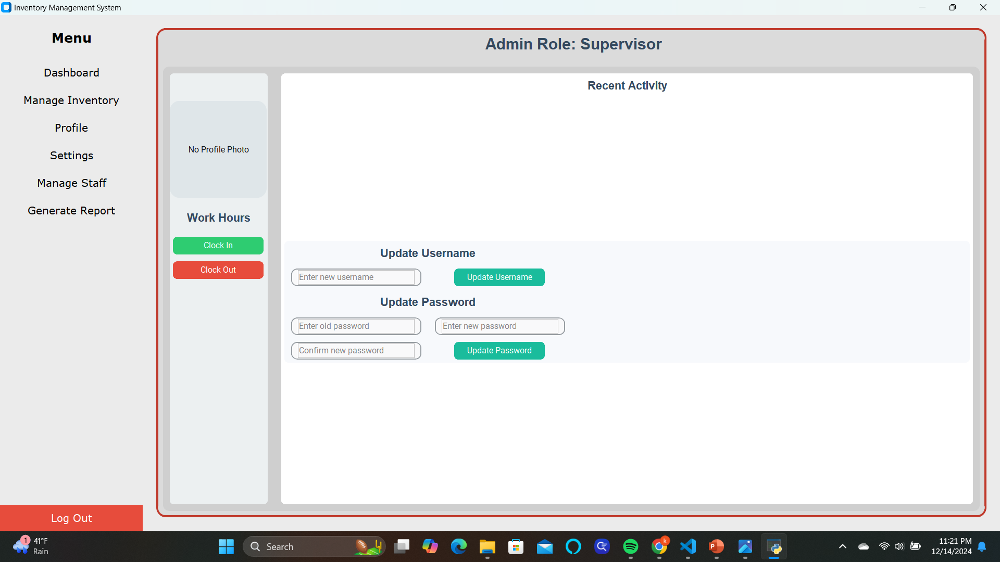 Inventory Management System
Menu
Dashboard
Manage Inventory
Profile
Settings
Manage Staff
Generate Report
Log Out
Admin Role: Supervisor
No Profile Photo
Work Hours
Clock In
Clock Out
Recent Activity
Update Username
Enter new username
Update Username
Update Password
Enter old password
Enter new password
Confirm new password
Update Password
1
41°F
Rain
Search
k
P
11:21 PM
12/14/2024